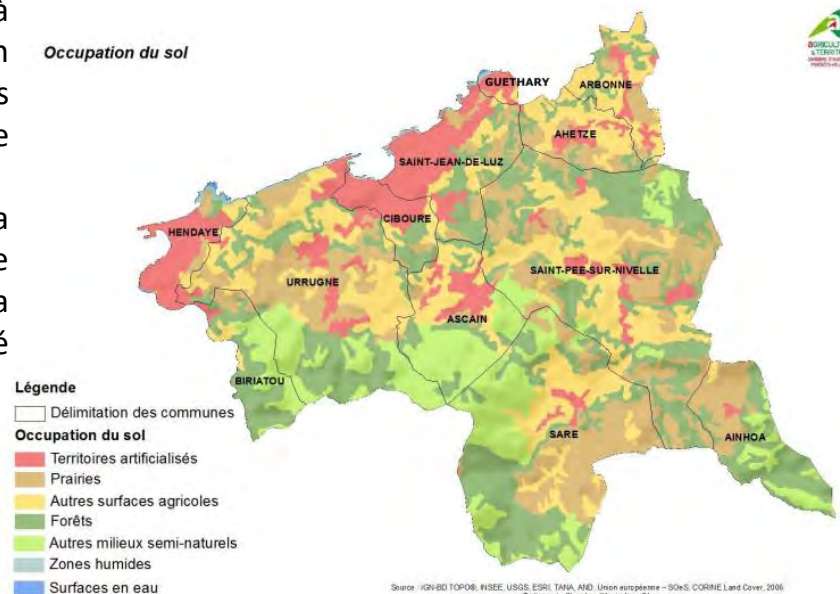 à
n
s
e
a
e
a
é
Occupation du sol
GUETHARY
ARBONNE
AHETZE
SAINT-JEAN-DE-LUZ
CIBOURE
HENDAYE
URRUGNE
SAINT-PEE-SUR-NIVELLE
ASCAIN
BIRIATOU
SARE
AINHOA
Légende
Délimitation des communes
Occupation du sol
Territoires artificialisés
Prairies
Autres surfaces agricoles
Forêts
Autres milieux semi-naturels
Zones humides
Surfaces en eau
Source : IGN-BD TOPO®, INSEE, USGS, ESRI, TANA, AND, Union européenne – SOeS, CORINE Land Cover, 2006